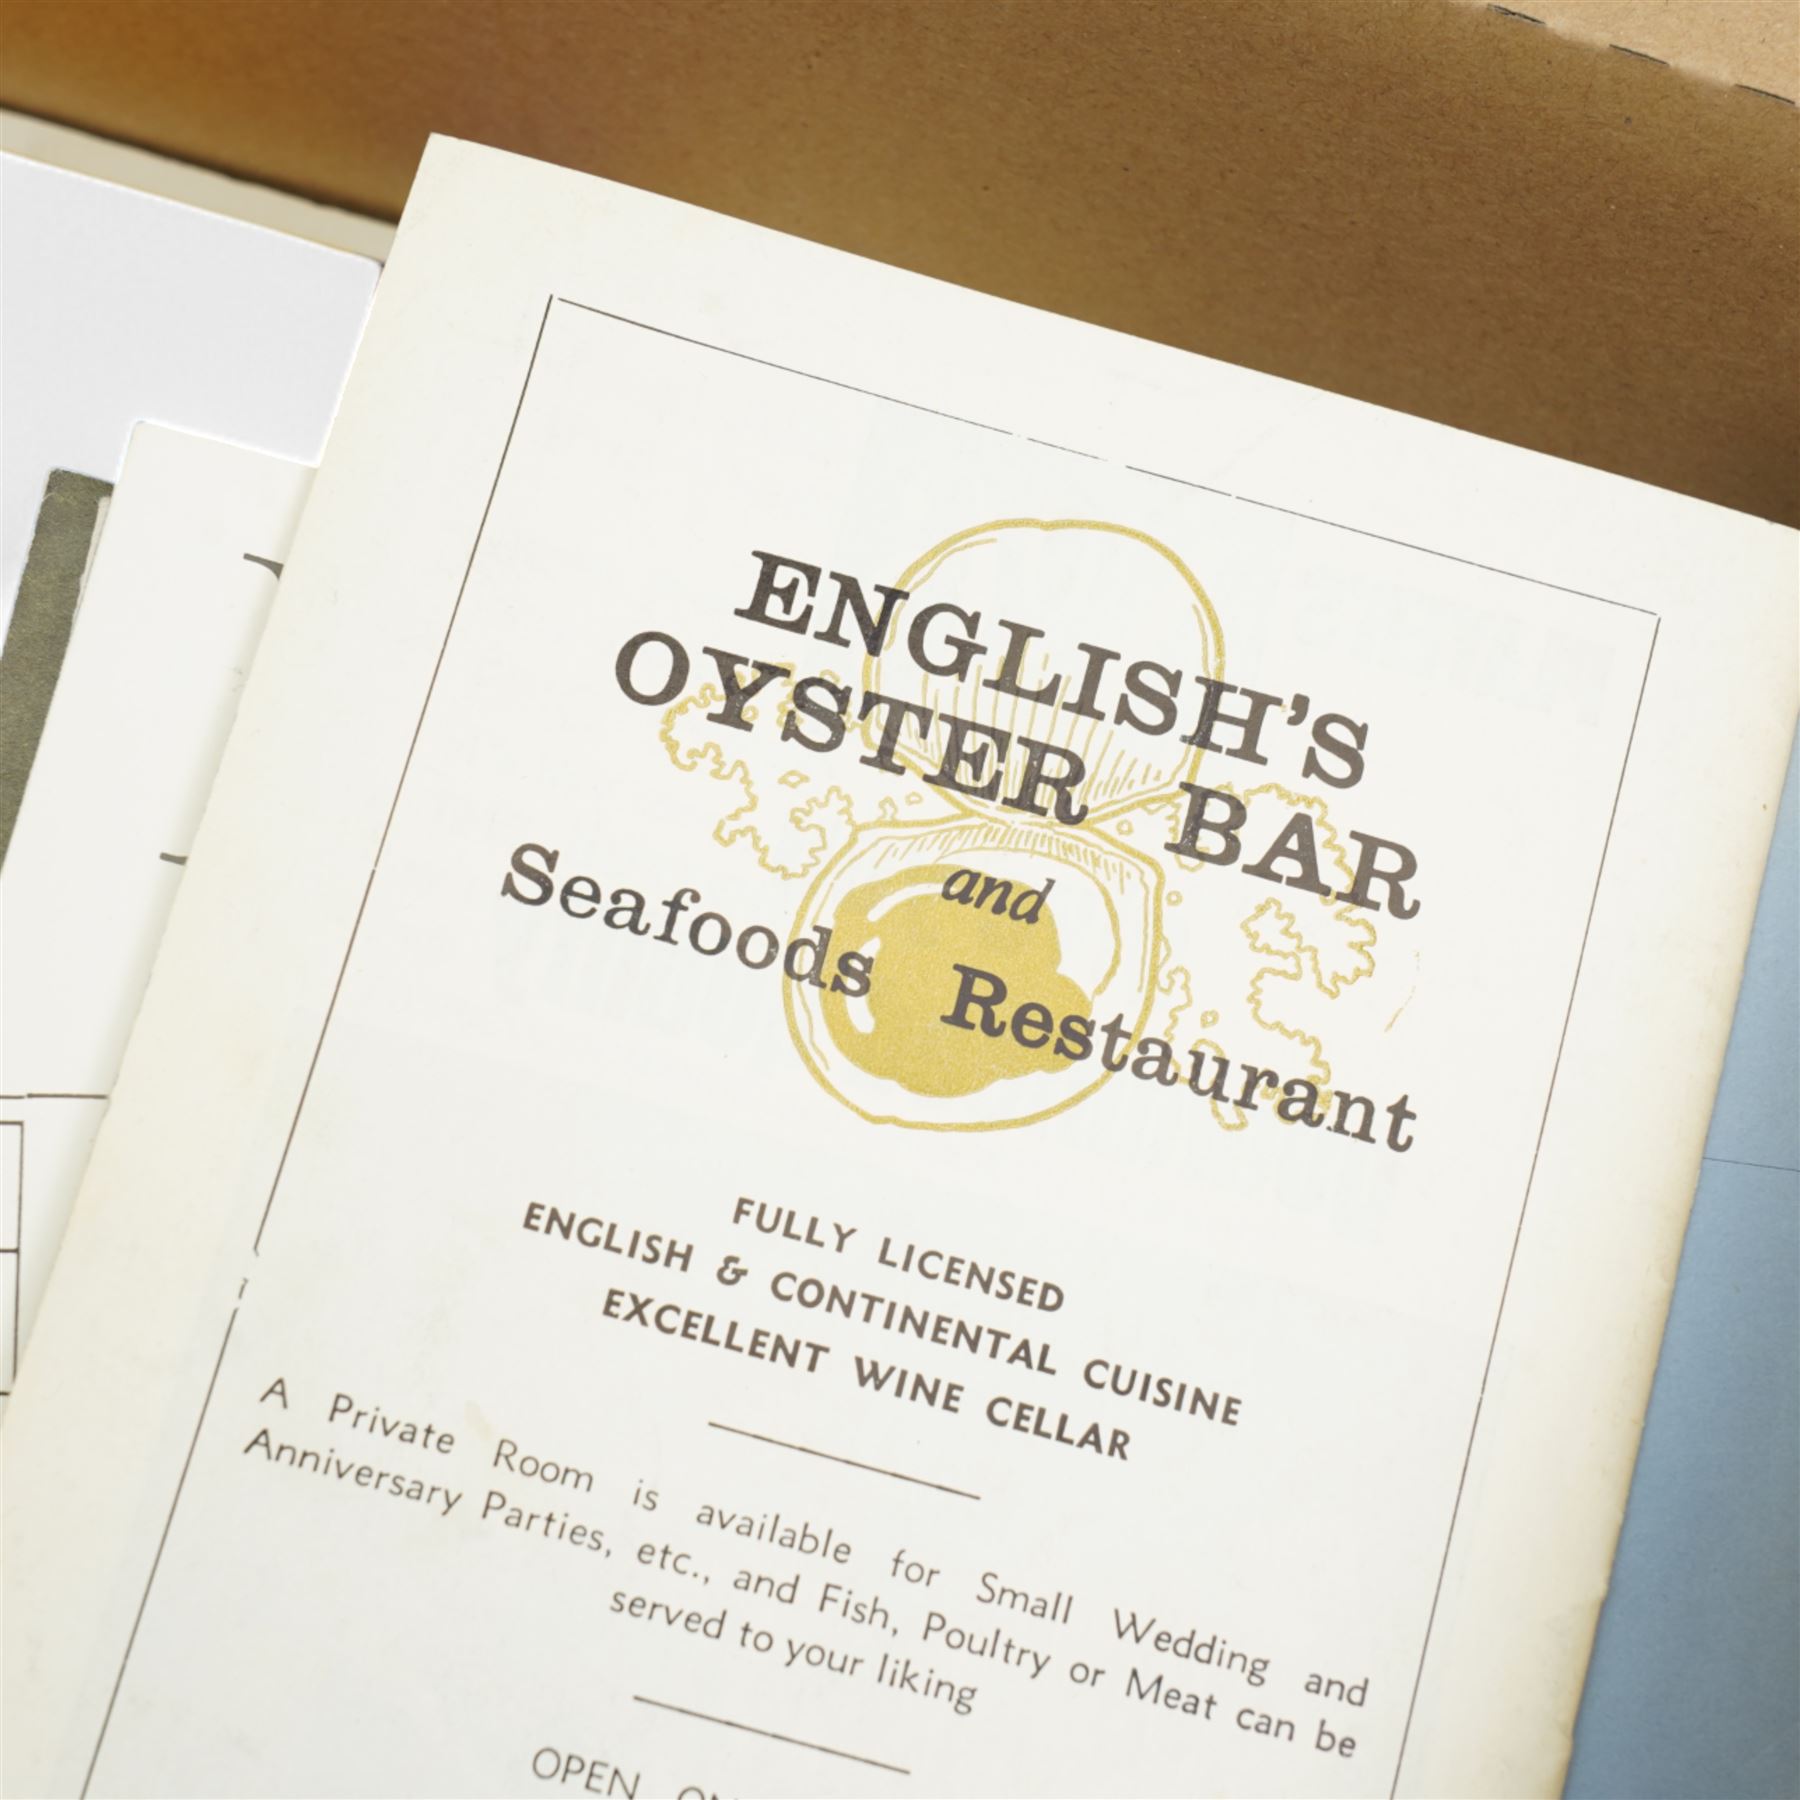 ENGLISH'S
OYSTER BAR
and
Seafoods Restaurant
FULLY LICENSED
ENGLISH & CONTINENTAL CUISINE
EXCELLENT WINE CELLAR
A Private Room is available for Small Wedding and
Anniversary Parties, etc., and Fish, Poultry or Meat can be
served to your liking
OPEN